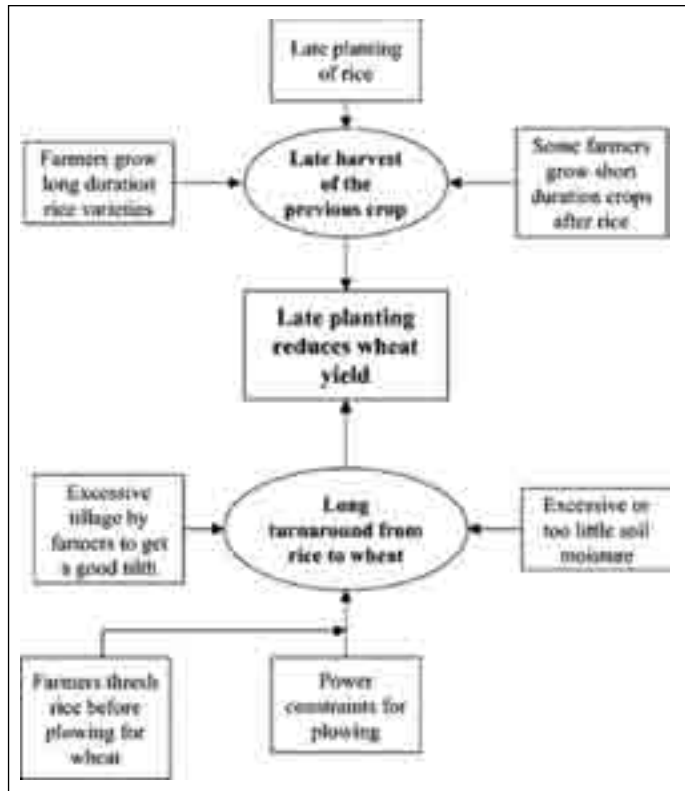 Late planting
of rice
Farmers grow
long duration
rice varieties
Late harvest
of the
previous crop
Some farmers
grow short
duration crops
after rice
Late planting
reduces wheat
yield
Excessive
tillage by
farmers to get
a good tilth
Long
turnaround from
rice to wheat
Excessive or
too little soil
moisture
Farmers thresh
rice before
plowing for
wheat
Power
constraints for
plowing